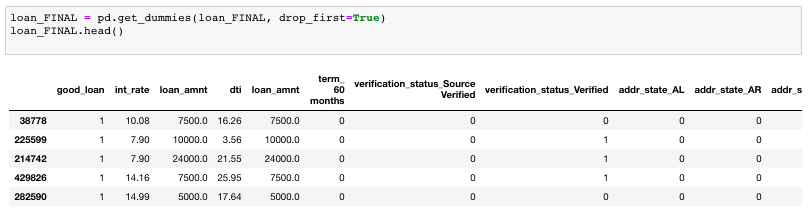 loan_FINAL = pd.get_dummies(loan_FINAL, drop_first=True)
loan_FINAL.head()
good_loan int_rate loan_amnt dti loan_amnt term_ 60 months verification_status_Source Verified verification_status_Verified addr_state_AL addr_state_AR addr_s
38778 1 10.08 7500.0 16.26 7500.0 0 0 0 0 0
225599 1 7.90 10000.0 3.56 10000.0 0 0 1 0 0
214742 1 7.90 24000.0 21.55 24000.0 0 0 1 0 0
429826 1 14.16 7500.0 25.95 7500.0 0 0 1 0 0
282590 1 14.99 5000.0 17.64 5000.0 0 0 0 0 0